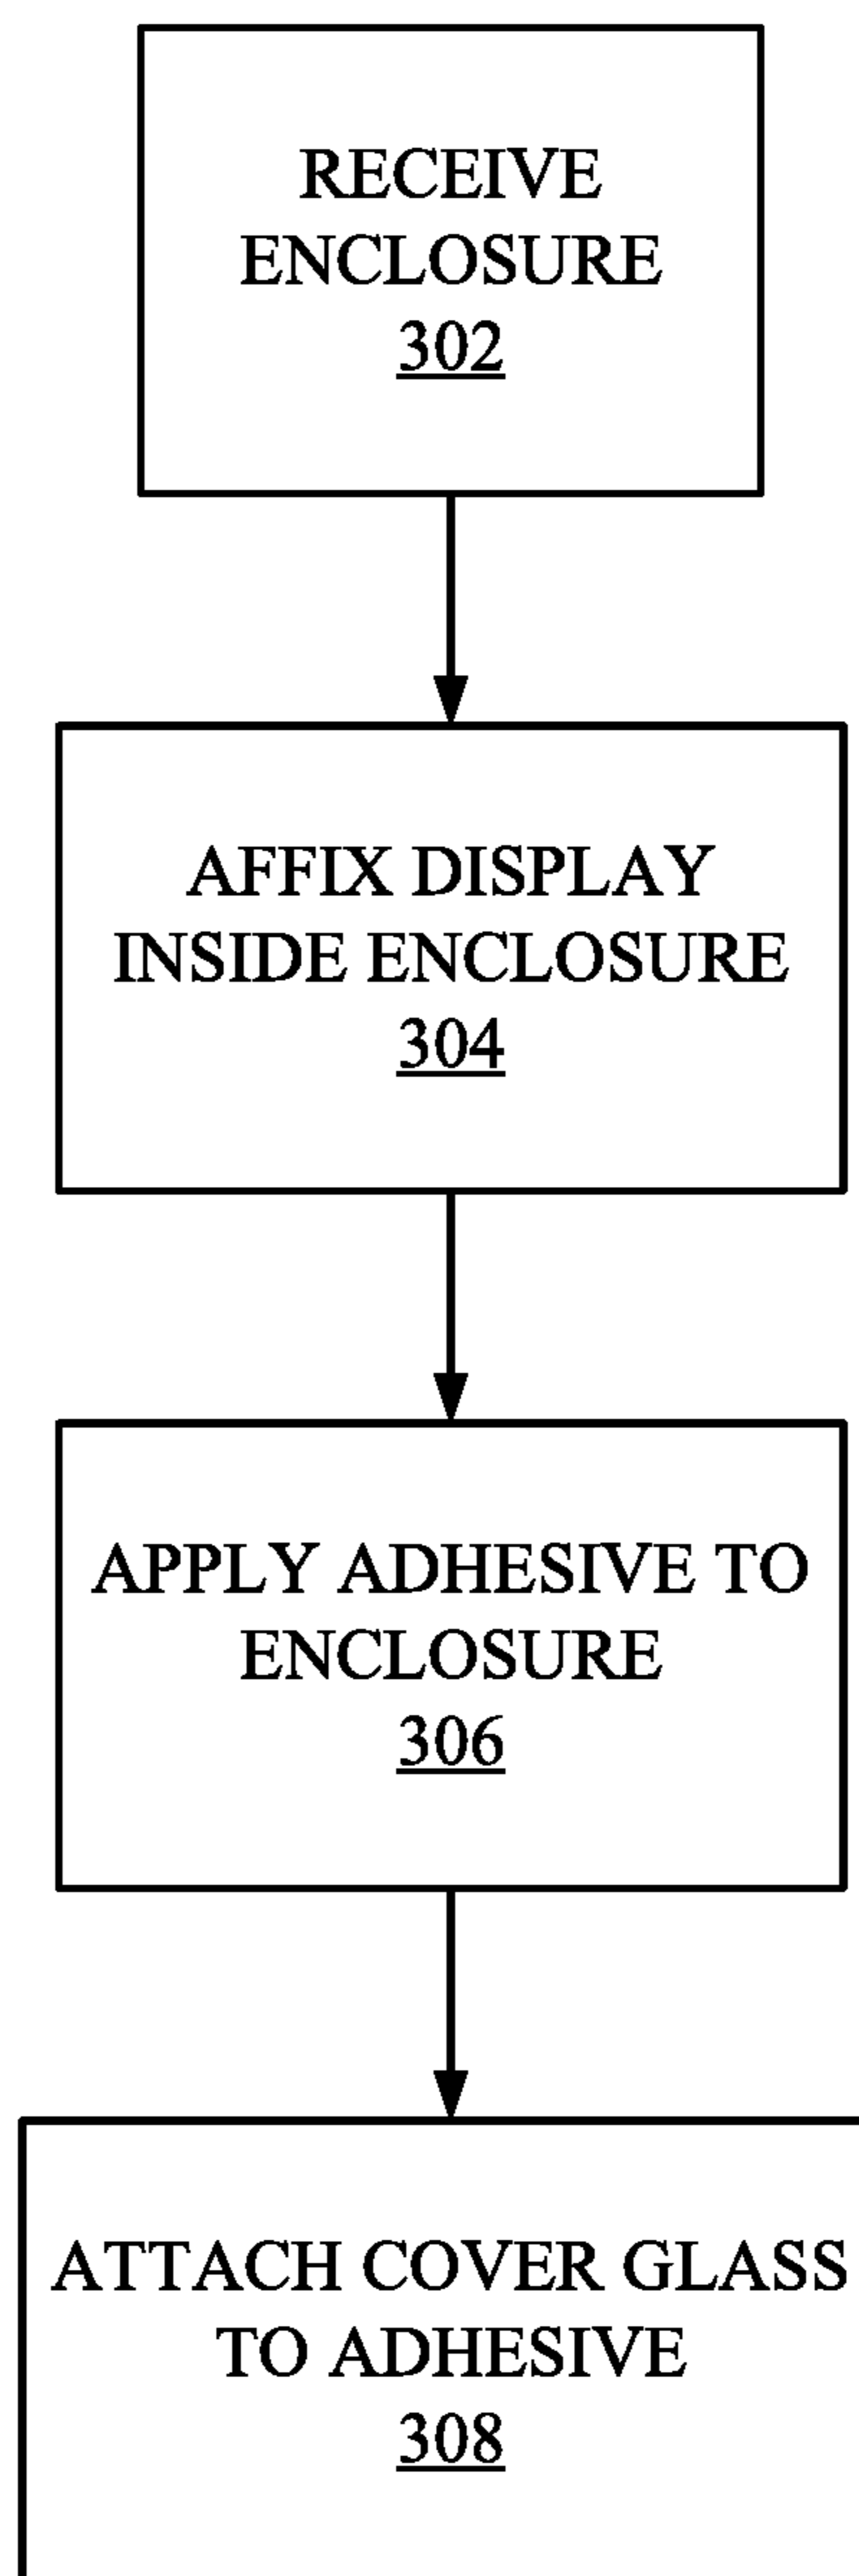 RECEIVE
ENCLOSURE
302
AFFIX DISPLAY
INSIDE ENCLOSURE
304
APPLY ADHESIVE TO
ENCLOSURE
306
ATTACH COVER GLASS
TO ADHESIVE
308